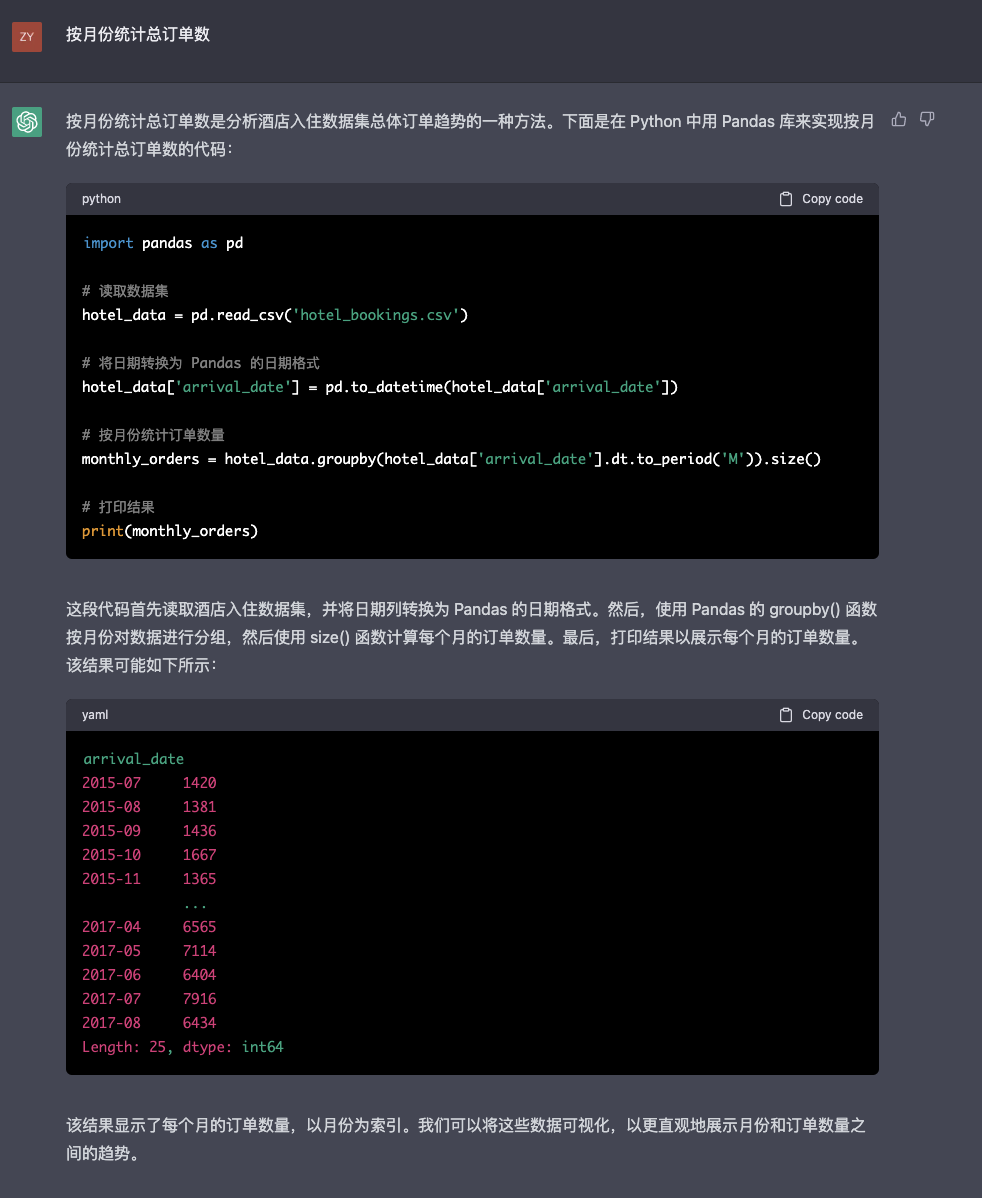 ZY
按月份统计总订单数
按月份统计总订单数是分析酒店入住数据集总体订单趋势的一种方法。下面是在 Python 中用 Pandas 库来实现按月
份统计总订单数的代码：
python
Copy code
import pandas as pd
# 读取数据集
hotel_data = pd.read_csv('hotel_bookings.csv')
# 将日期转换为 Pandas 的日期格式
hotel_data['arrival_date'] = pd.to_datetime(hotel_data['arrival_date'])
# 按月份统计订单数量
monthly_orders = hotel_data.groupby(hotel_data['arrival_date'].dt.to_period('M')).size()
# 打印结果
print(monthly_orders)
这段代码首先读取酒店入住数据集，并将日期列转换为 Pandas 的日期格式。然后，使用 Pandas 的 groupby() 函数
按月份对数据进行分组，然后使用 size() 函数计算每个月的订单数量。最后，打印结果以展示每个月的订单数量。
该结果可能如下所示：
yaml
Copy code
arrival_date
2015-07     1420
2015-08     1381
2015-09     1436
2015-10     1667
2015-11     1365
...
2017-04     6565
2017-05     7114
2017-06     6404
2017-07     7916
2017-08     6434
Length: 25, dtype: int64
该结果显示了每个月的订单数量，以月份为索引。我们可以将这些数据可视化，以更直观地展示月份和订单数量之
间的趋势。